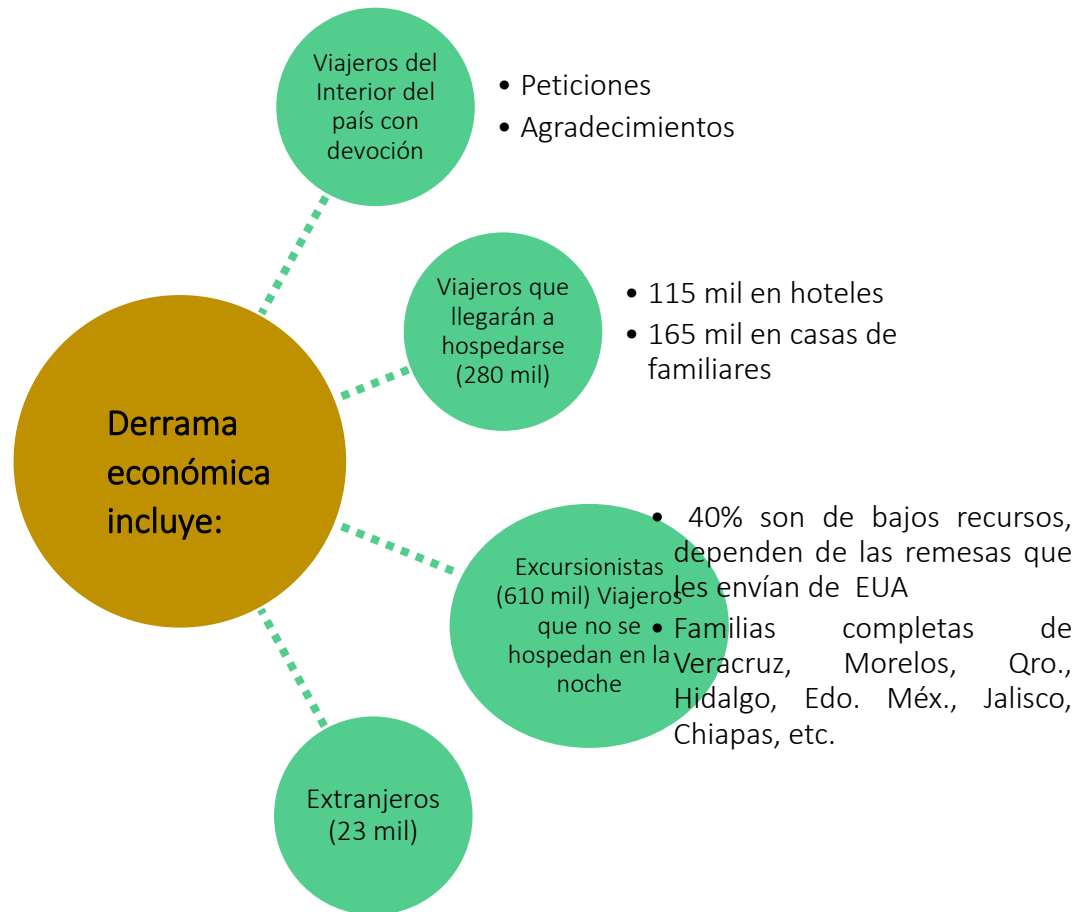 Viajeros del
Interior del
país con
devoción
• Peticiones
• Agradecimientos
Viajeros que
llegarán a
hospedarse
(280 mil)
• 115 mil en hoteles
• 165 mil en casas de
familiares
Derrama
económica
incluye:
Excursionistas
(610 mil) Viajeros
que no se
hospedan en la
noche
• 40% son de bajos recursos,
dependen de las remesas que
les envían de EUA
• Familias completas de
Veracruz, Morelos, Qro.,
Hidalgo, Edo. Méx., Jalisco,
Chiapas, etc.
Extranjeros
(23 mil)